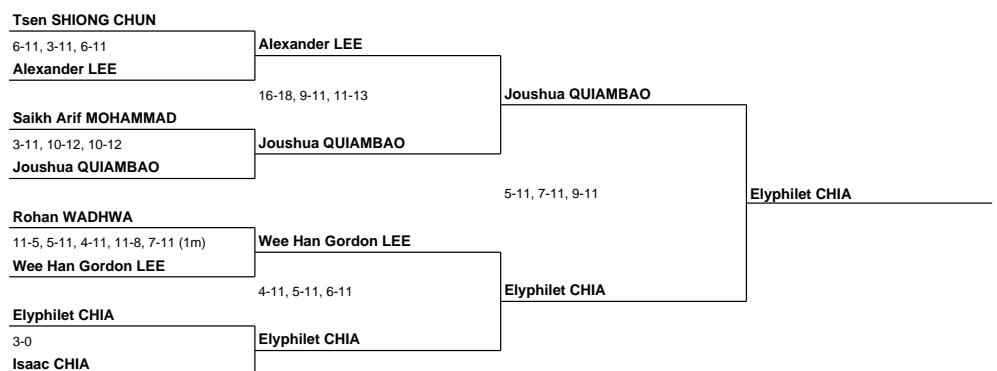 Tsen SHIONG CHUN
6-11, 3-11, 6-11
Alexander LEE
Alexander LEE
16-18, 9-11, 11-13
Joushua QUIAMBAO
Saikh Arif MOHAMMAD
3-11, 10-12, 10-12
Joushua QUIAMBAO
Joushua QUIAMBAO
5-11, 7-11, 9-11
Elyphilet CHIA
Rohan WADHWA
11-5, 5-11, 4-11, 11-8, 7-11 (1m)
Wee Han Gordon LEE
Wee Han Gordon LEE
4-11, 5-11, 6-11
Elyphilet CHIA
Elyphilet CHIA
3-0
Isaac CHIA
Elyphilet CHIA